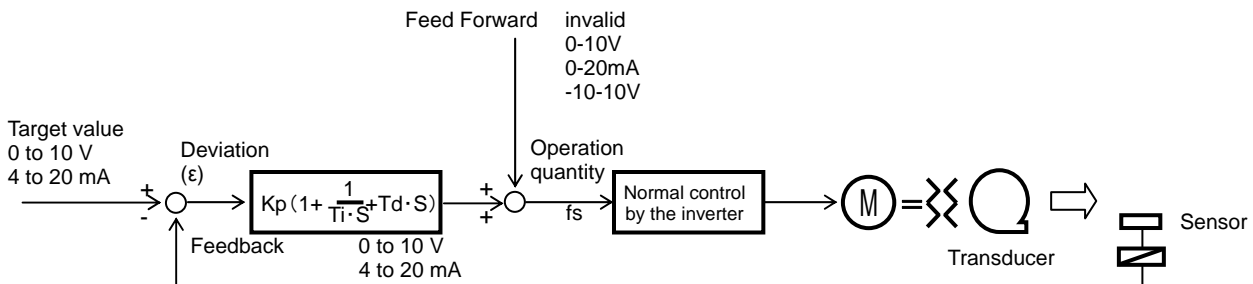 Feed Forward
invalid
0-10V
0-20mA
-10-10V
Target value
0 to 10 V
4 to 20 mA
+
-
Deviation
(ε)
Kp(1+ 1/Ti·S +Td·S)
0 to 10 V
4 to 20 mA
Feedback
+
+
Operation
quantity
fs
Normal control
by the inverter
M
Transducer
Sensor